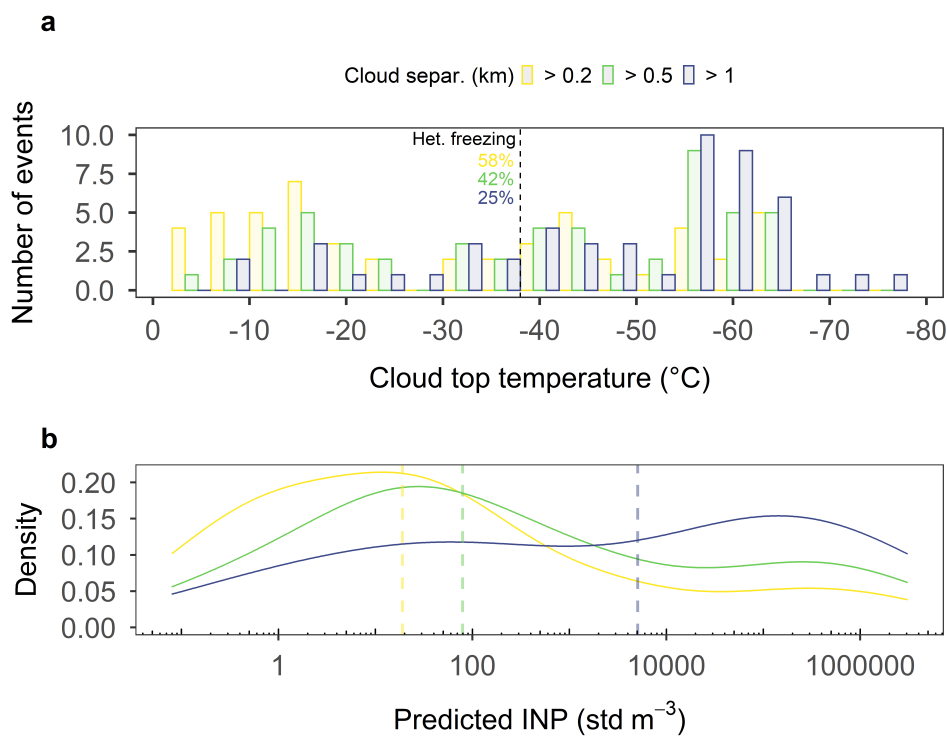 a
Cloud separ. (km) > 0.2 > 0.5 > 1
Number of events
10.0
7.5
5.0
2.5
0.0
Het. freezing
58%
42%
25%
0 -10 -20 -30 -40 -50 -60 -70 -80
Cloud top temperature (°C)
b
Density
0.20
0.15
0.10
0.05
0.00
1 100 10000 1000000
Predicted INP (std m⁻³)